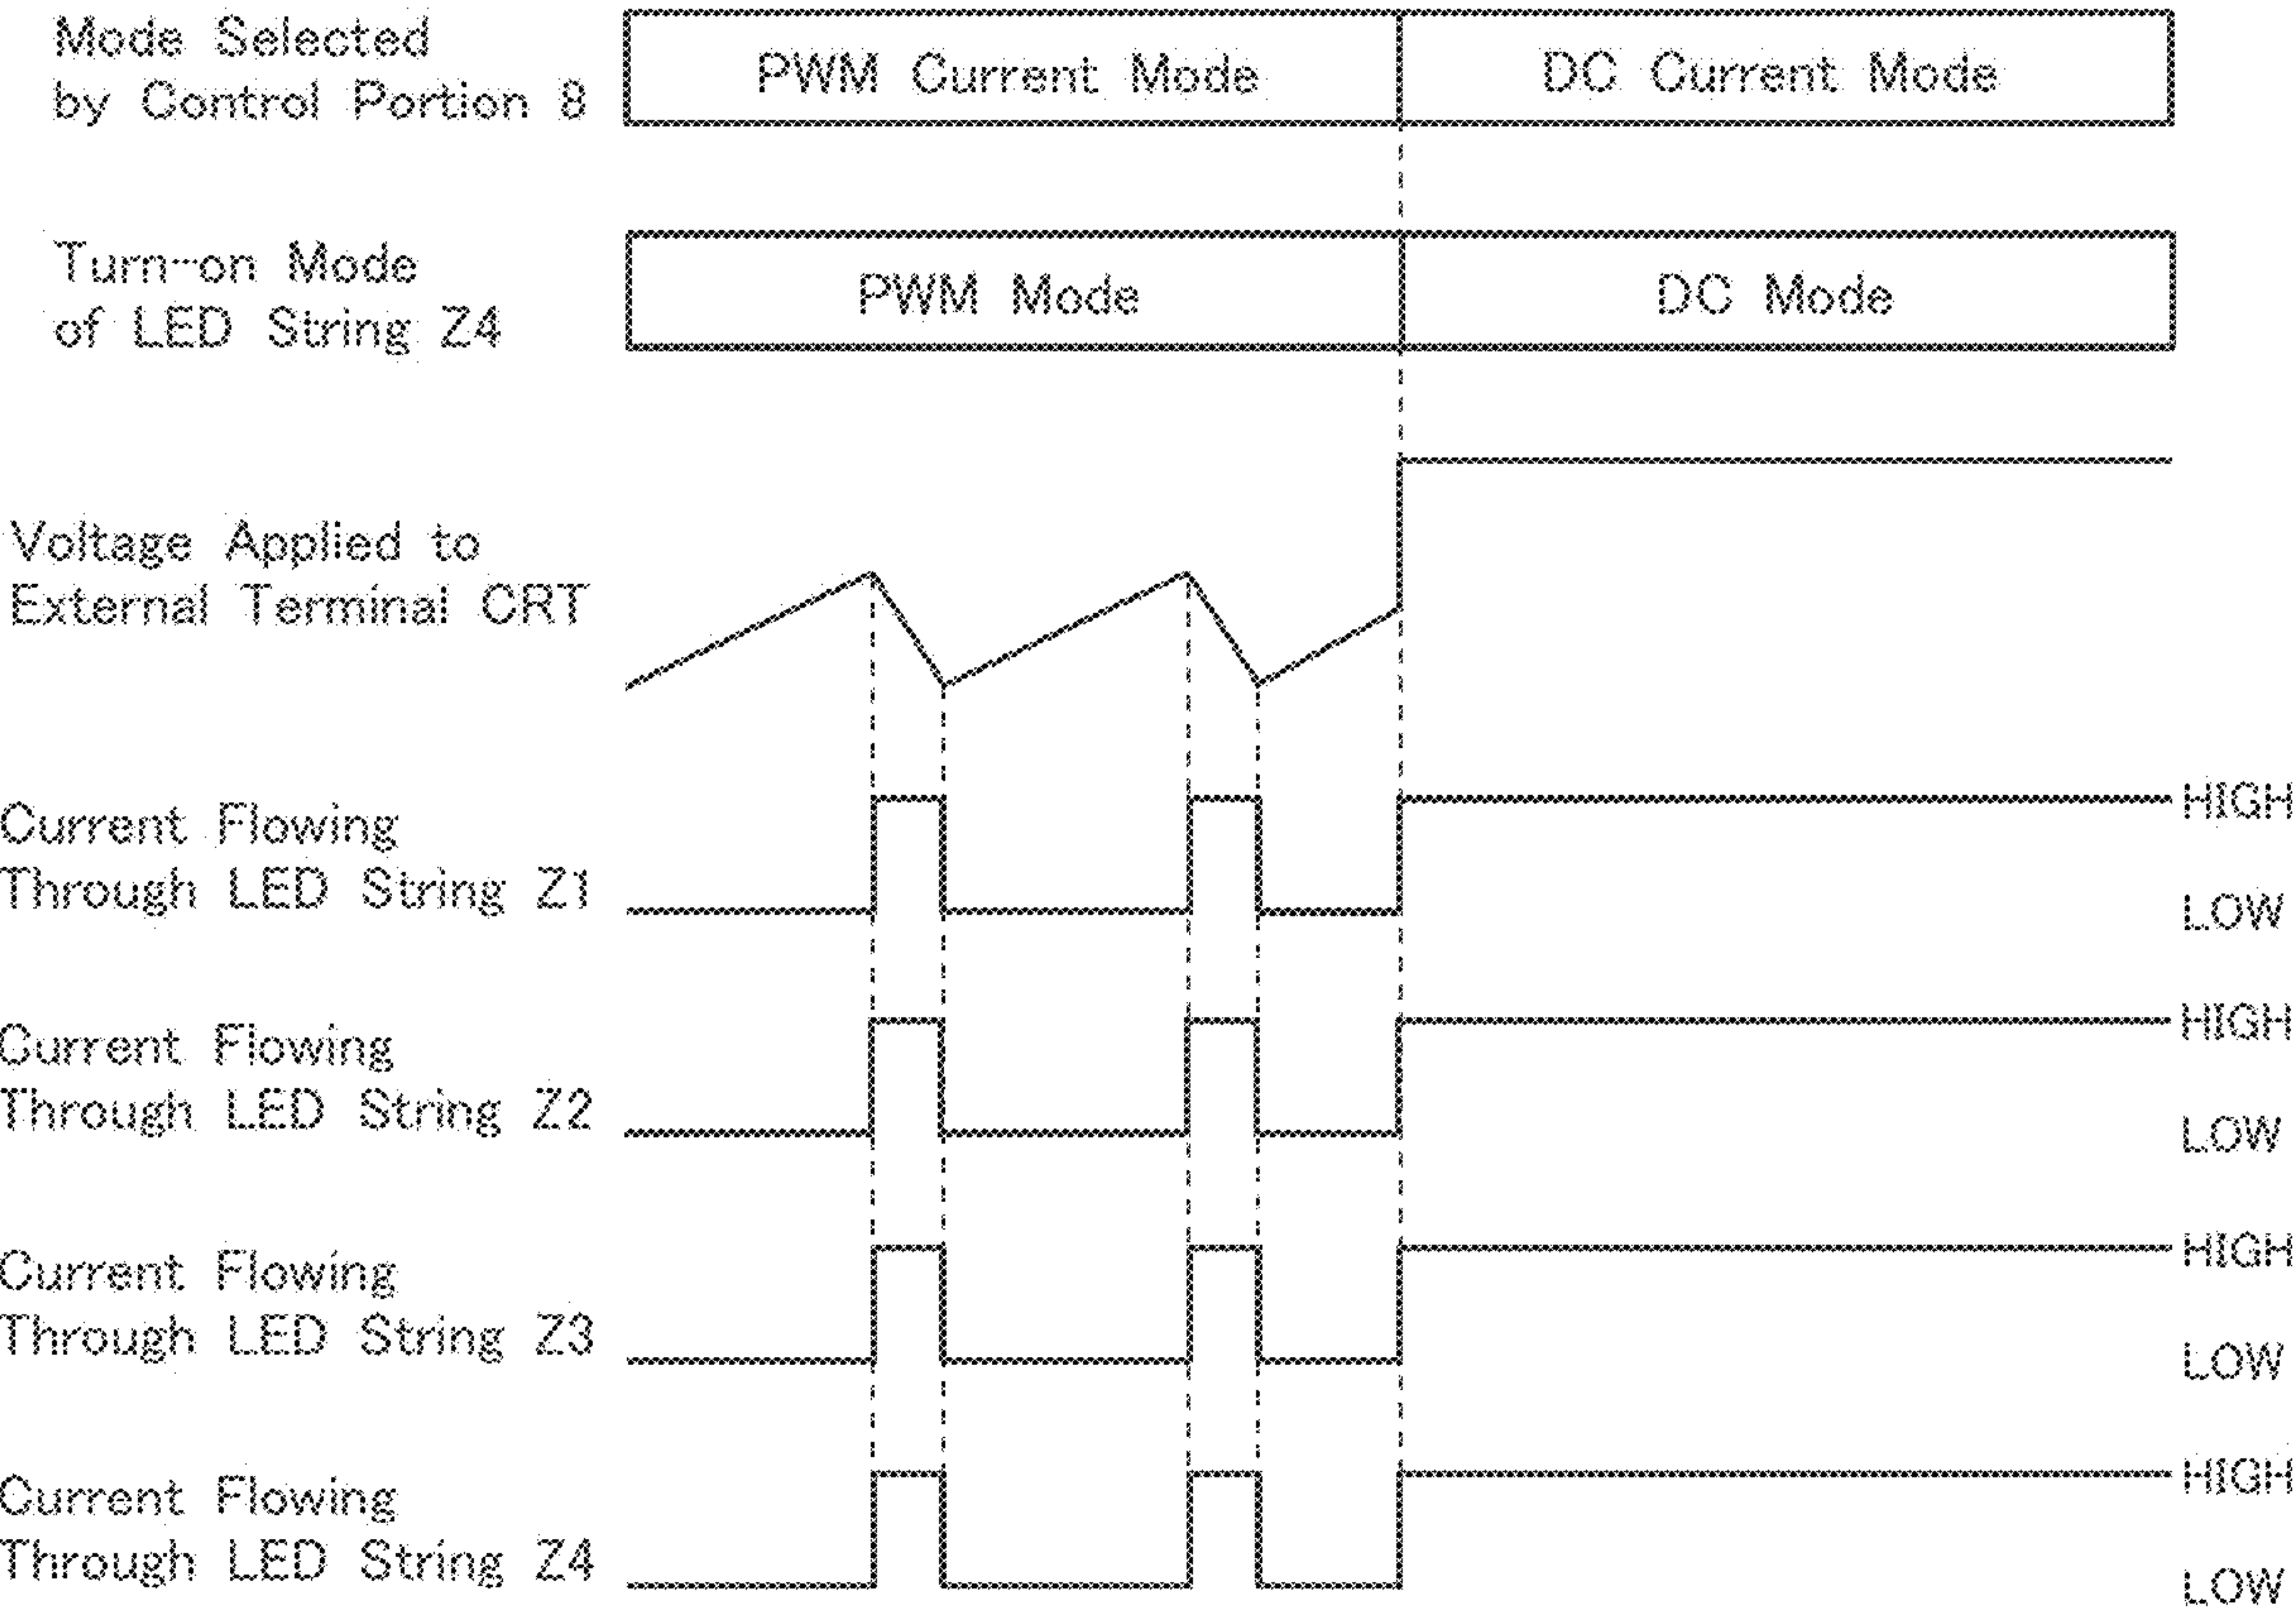 Mode Selected
by Control Portion 8
PWM Current Mode
DC Current Mode
Turn-on Mode
of LED String Z4
PWM Mode
DC Mode
Voltage Applied to
External Terminal CRT
Current Flowing
Through LED String Z1
HIGH
LOW
Current Flowing
Through LED String Z2
HIGH
LOW
Current Flowing
Through LED String Z3
HIGH
LOW
Current Flowing
Through LED String Z4
HIGH
LOW